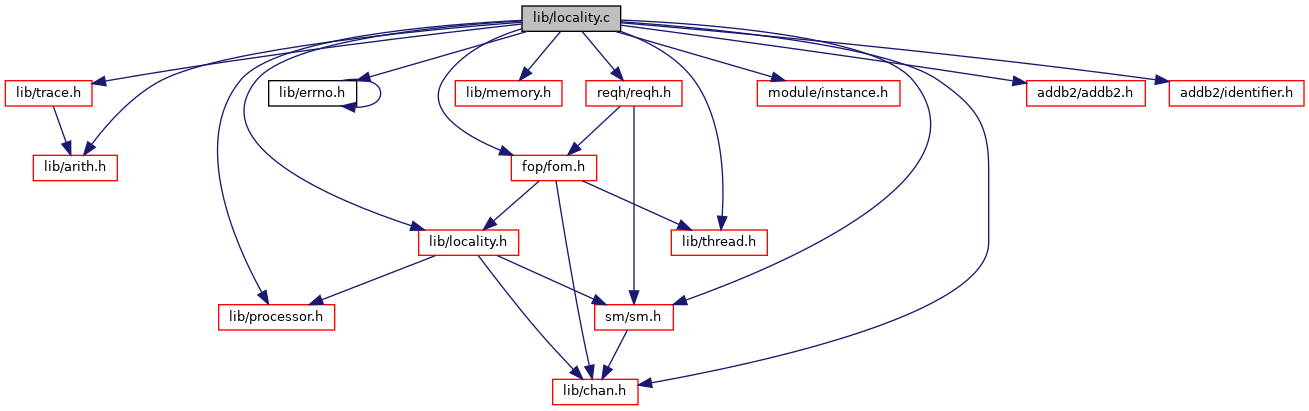 lib/locality.c
lib/trace.h
lib/errno.h
lib/memory.h
reqh/reqh.h
module/instance.h
addb2/addb2.h
addb2/identifier.h
lib/arith.h
fop/fom.h
lib/locality.h
lib/thread.h
lib/processor.h
sm/sm.h
lib/chan.h